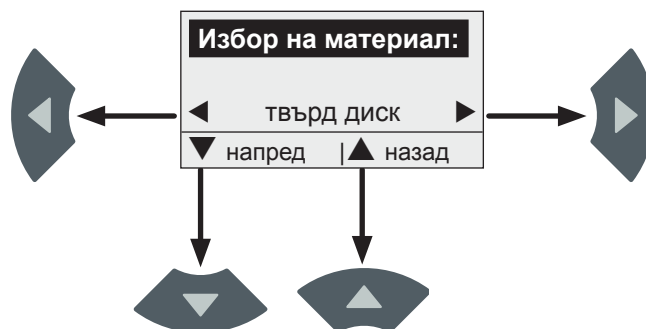 Избор на материал:
◀ твърд диск ▶
▼ напред |▲ назад